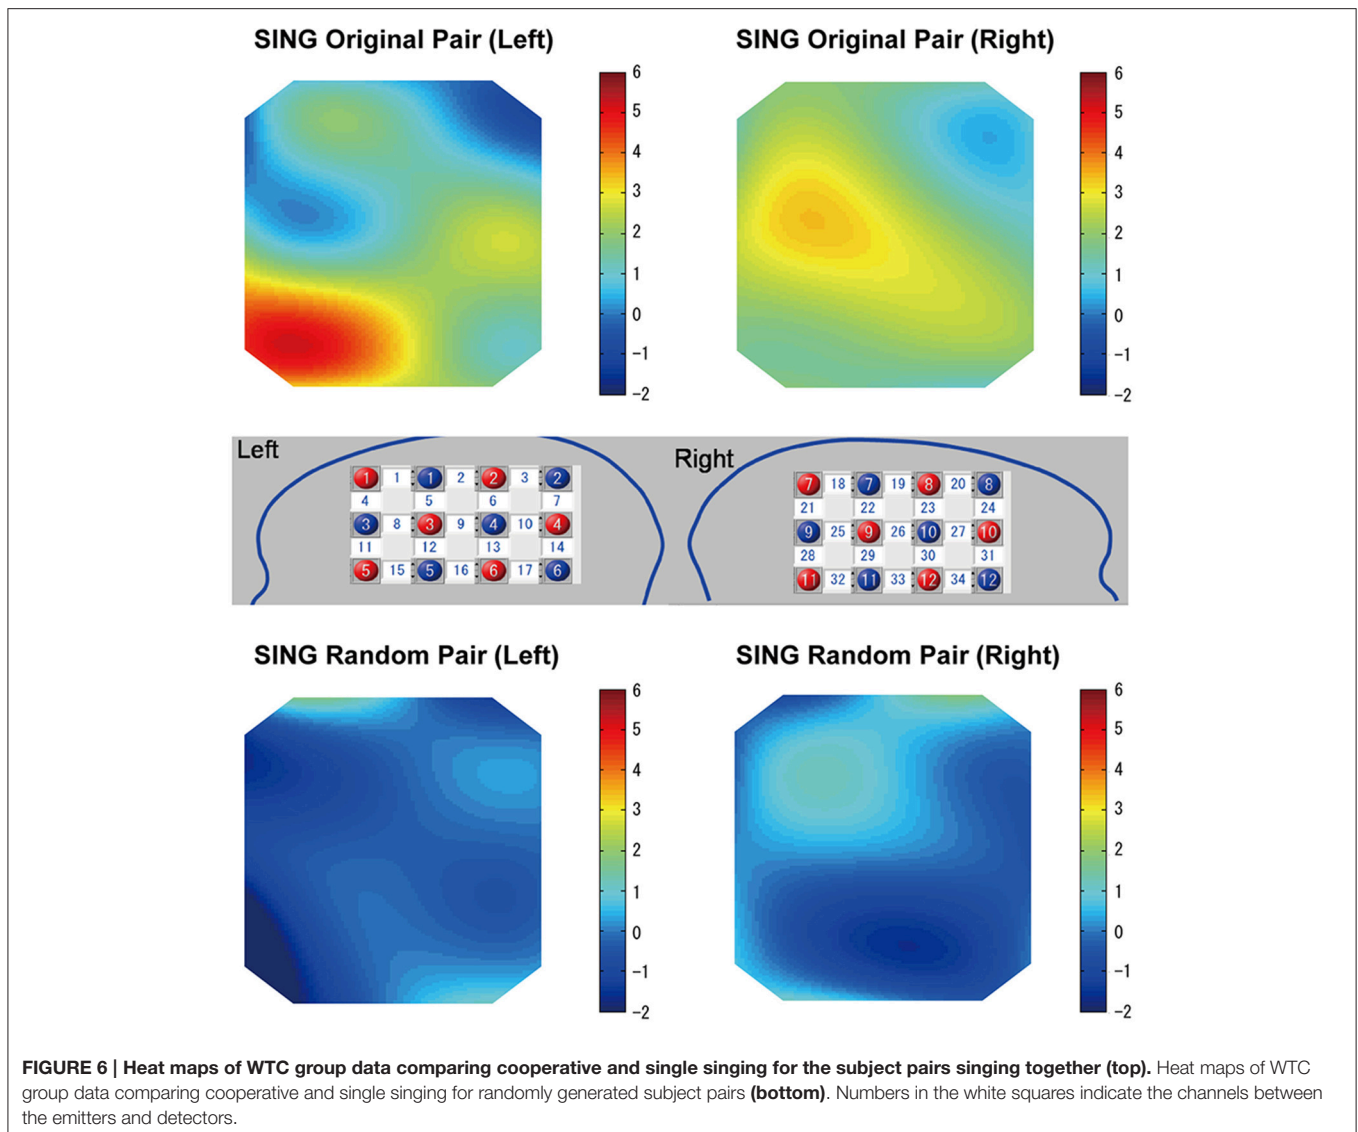 SING Original Pair (Left)
SING Original Pair (Right)
6
5
4
3
2
1
0
−1
−2
6
5
4
3
2
1
0
−1
−2
Left
1 1 1 2 2 3 2
4 5 6 7
3 8 3 9 4 10 4
11 12 13 14
5 15 5 16 6 17 6
Right
7 18 7 19 8 20 8
21 22 23 24
9 25 9 26 10 27 10
28 29 30 31
11 32 11 33 12 34 12
SING Random Pair (Left)
SING Random Pair (Right)
6
5
4
3
2
1
0
−1
−2
6
5
4
3
2
1
0
−1
−2
FIGURE 6 | Heat maps of WTC group data comparing cooperative and single singing for the subject pairs singing together (top). Heat maps of WTC
group data comparing cooperative and single singing for randomly generated subject pairs (bottom). Numbers in the white squares indicate the channels between
the emitters and detectors.